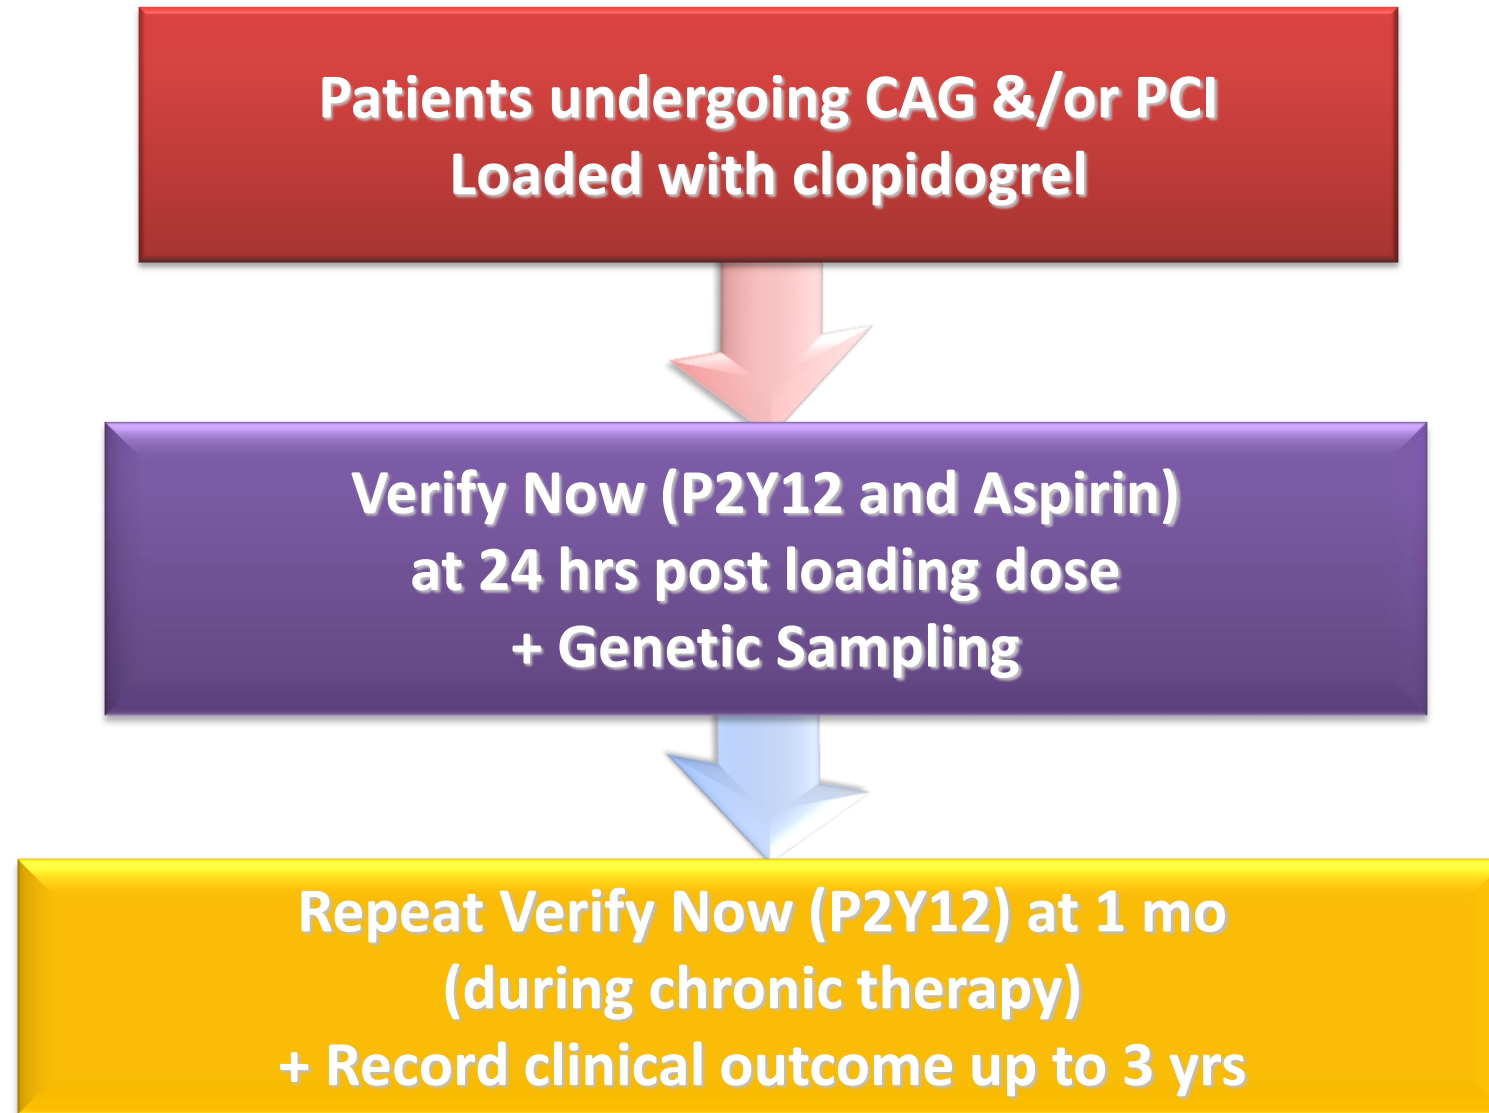 Patients undergoing CAG &/or PCI
Loaded with clopidogrel
Verify Now (P2Y12 and Aspirin)
at 24 hrs post loading dose
+ Genetic Sampling
Repeat Verify Now (P2Y12) at 1 mo
(during chronic therapy)
+ Record clinical outcome up to 3 yrs